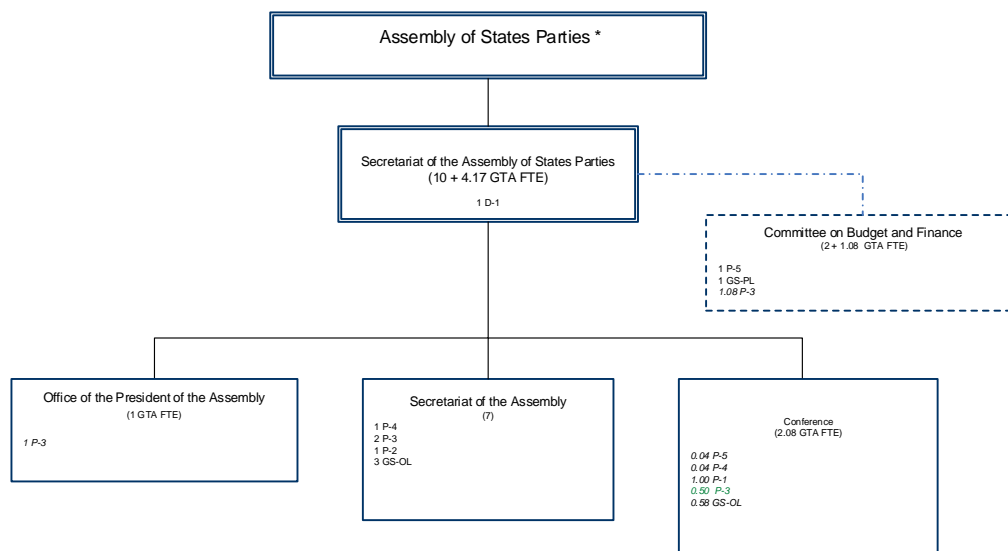 Assembly of States Parties *
Secretariat of the Assembly of States Parties
(10 + 4.17 GTA FTE)
1 D-1
Committee on Budget and Finance
(2 + 1.08 GTA FTE)
1 P-5
1 GS-PL
1.08 P-3
Office of the President of the Assembly
(1 GTA FTE)
1 P-3
Secretariat of the Assembly
(7)
1 P-4
2 P-3
1 P-2
3 GS-OL
Conference
(2.08 GTA FTE)
0.04 P-5
0.04 P-4
1.00 P-1
0.50 P-3
0.58 GS-OL